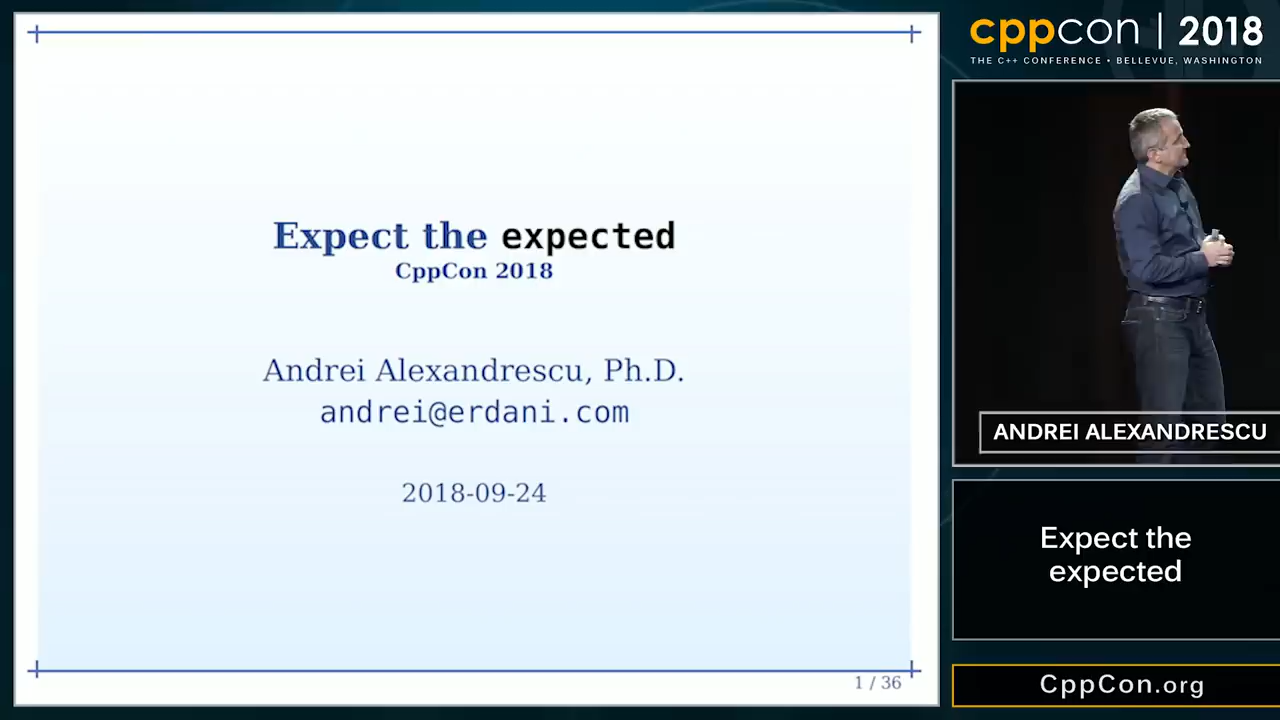 Expect the expected
CppCon 2018
Andrei Alexandrescu, Ph.D.
andrei@erdani.com
2018-09-24
1 / 36
cppcon | 2018
THE C++ CONFERENCE • BELLEVUE, WASHINGTON
ANDREI ALEXANDRESCU
Expect the
expected
CppCon.org